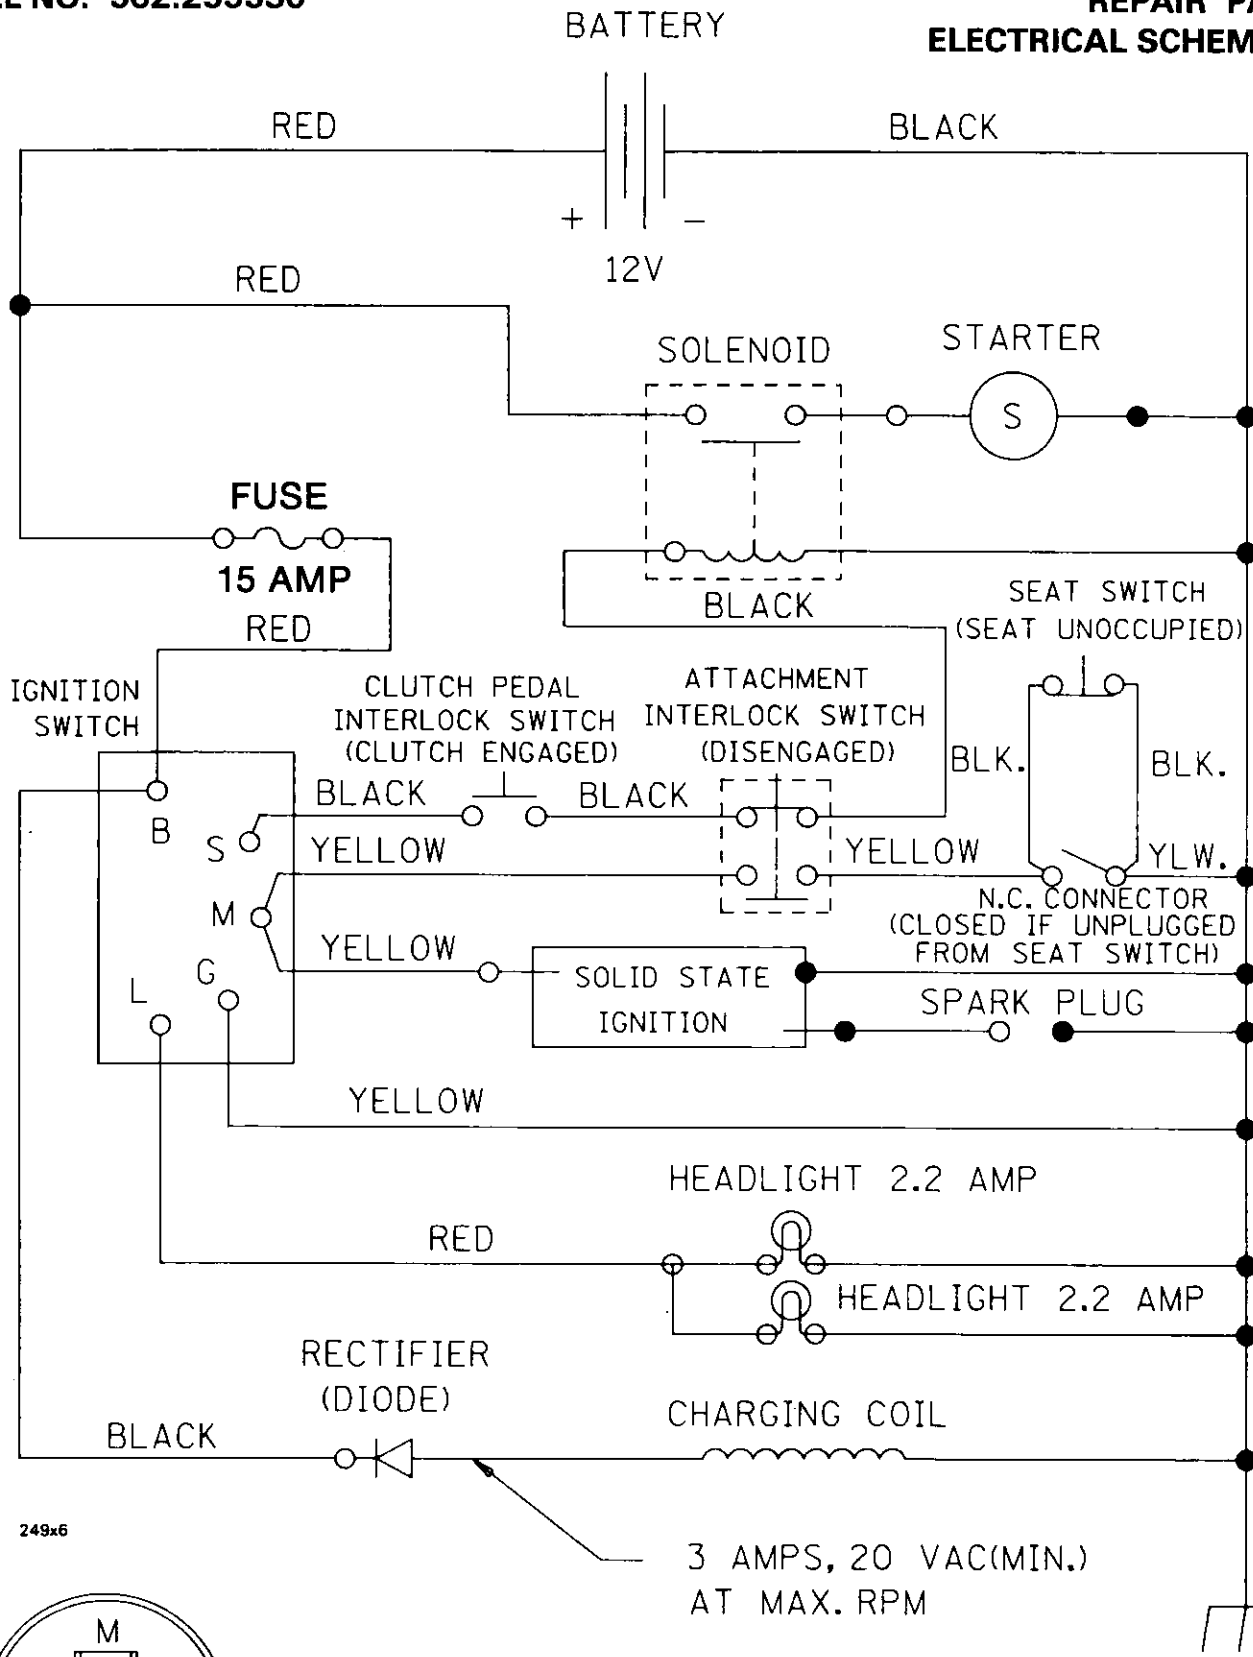 REPAIR
ELECTRICAL
BATTERY
RED
BLACK
+ -
12V
RED
SOLENOID
STARTER
S
FUSE
15 AMP
RED
BLACK
SEAT SWITCH
(SEAT UNOCCUPIED)
IGNITION
SWITCH
CLUTCH PEDAL
INTERLOCK SWITCH
(CLUTCH ENGAGED)
ATTACHMENT
INTERLOCK SWITCH
(DISENGAGED)
BLK.
BLK.
BLACK
BLACK
B
S
YELLOW
YELLOW
YLW.
M
N.C. CONNECTOR
(CLOSED IF UNPLUGGED
FROM SEAT SWITCH)
YELLOW
G
L
SOLID STATE
IGNITION
SPARK PLUG
YELLOW
HEADLIGHT 2.2 AMP
RED
HEADLIGHT 2.2 AMP
RECTIFIER
(DIODE)
CHARGING COIL
BLACK
249x6
3 AMPS, 20 VAC(MIN.)
AT MAX. RPM
M